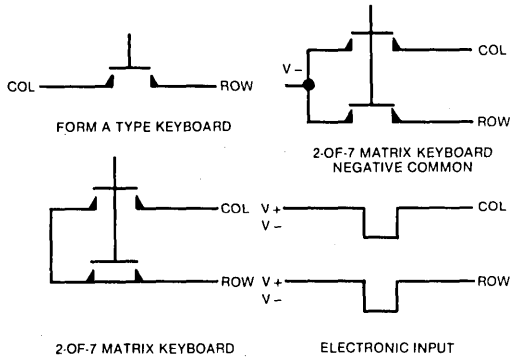 COL
ROW
FORM A TYPE KEYBOARD
V -
COL
ROW
2-OF-7 MATRIX KEYBOARD
NEGATIVE COMMON
COL
ROW
2-OF-7 MATRIX KEYBOARD
V +
V -
COL
V +
V -
ROW
ELECTRONIC INPUT